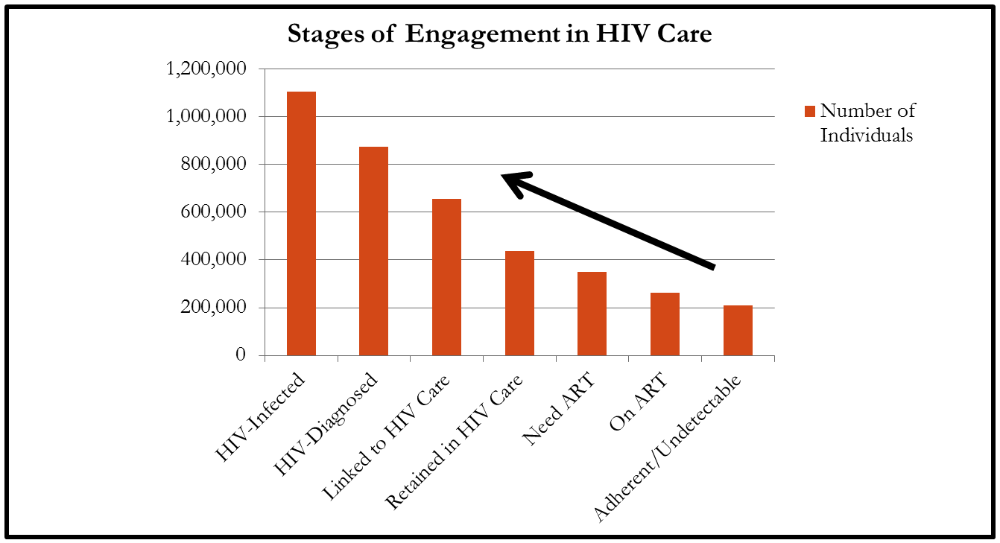 Stages of Engagement in HIV Care
1,200,000
1,000,000
800,000
600,000
400,000
200,000
0
HIV-Infected
HIV-Diagnosed
Linked to HIV Care
Retained in HIV Care
Need ART
On ART
Adherent/Undetectable
Number of
Individuals